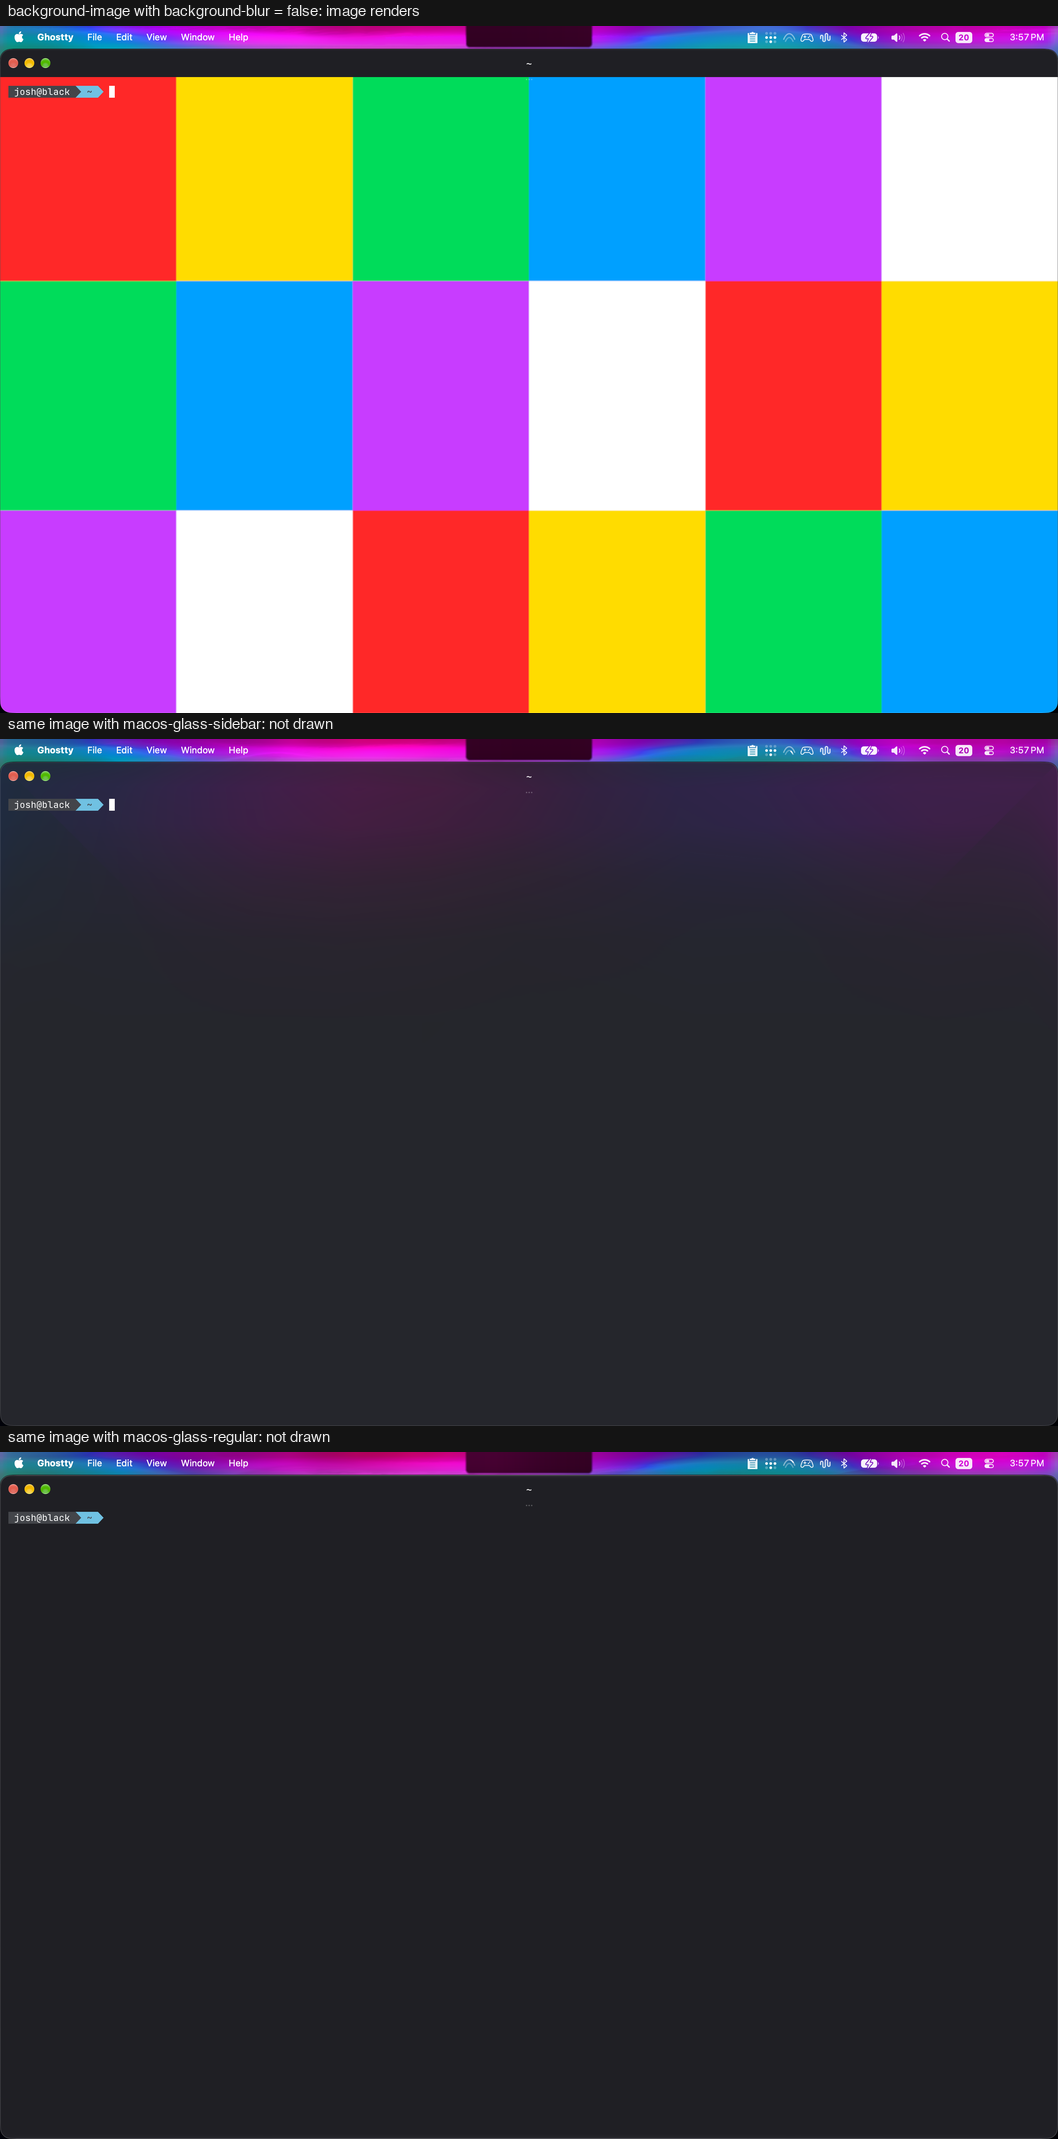 background-image with background-blur = false: image renders
Ghostty File Edit View Window Help 20 3:57 PM
~
josh@black ~
same image with macos-glass-sidebar: not drawn
Ghostty File Edit View Window Help 20 3:57 PM
~
...
josh@black ~
same image with macos-glass-regular: not drawn
Ghostty File Edit View Window Help 20 3:57 PM
~
...
josh@black ~